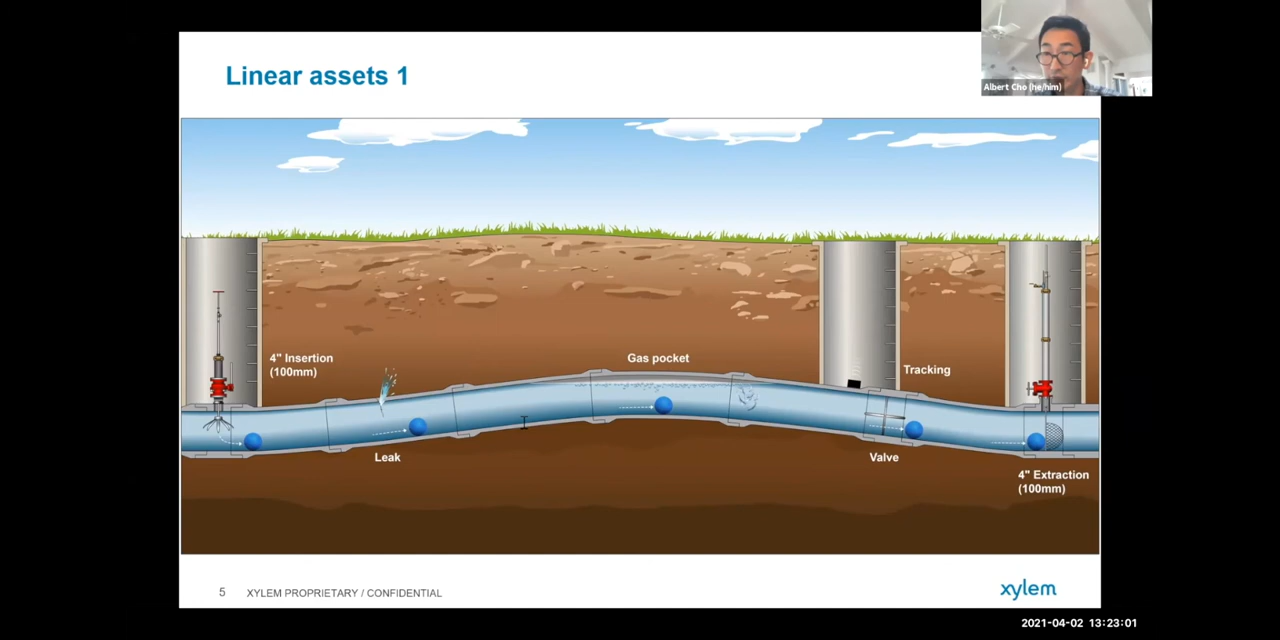 Linear assets 1
Albert Cho (he/him)
4" Insertion
(100mm)
Gas pocket
Tracking
Leak
Valve
4" Extraction
(100mm)
5
XYLEM PROPRIETARY / CONFIDENTIAL
xylem
2021-04-02 13:23:01